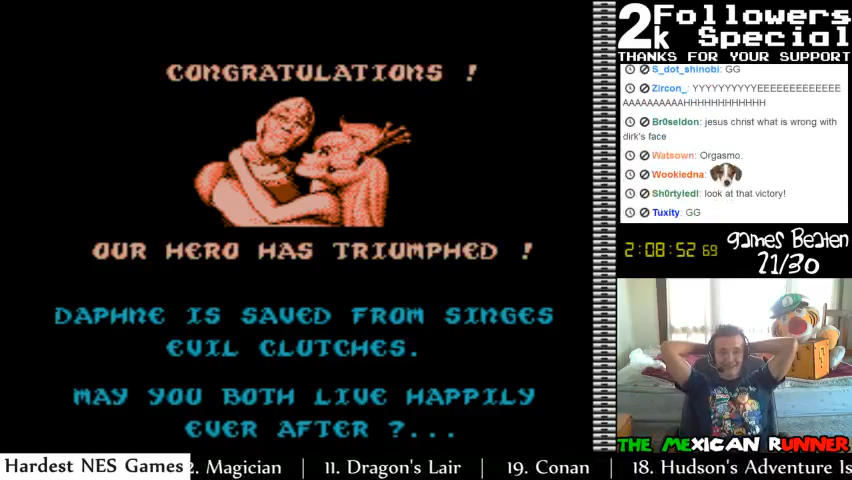 CONGRATULATIONS !
OUR HERO HAS TRIUMPHED !
DAPHNE IS SAVED FROM SINGES
EVIL CLUTCHES.
MAY YOU BOTH LIVE HAPPILY
EVER AFTER ?...
2k Followers Special
THANKS FOR YOUR SUPPORT
S_dot_shinobi: GG
Zircon_: YYYYYYYYYYEEEEEEEEEEEEE
AAAAAAAAAAHHHHHHHHHHHH
Br0seldon: jesus christ what is wrong with
dirk's face
Watsown: Orgasmo.
Wookiedna:
Sh0rtyledl: look at that victory!
Tuxity: GG
2:08:52 69
games Beaten
21/30
THE MEXICAN RUNNER
Hardest NES Games 2. Magician | 11. Dragon's Lair | 19. Conan | 18. Hudson's Adventure Is